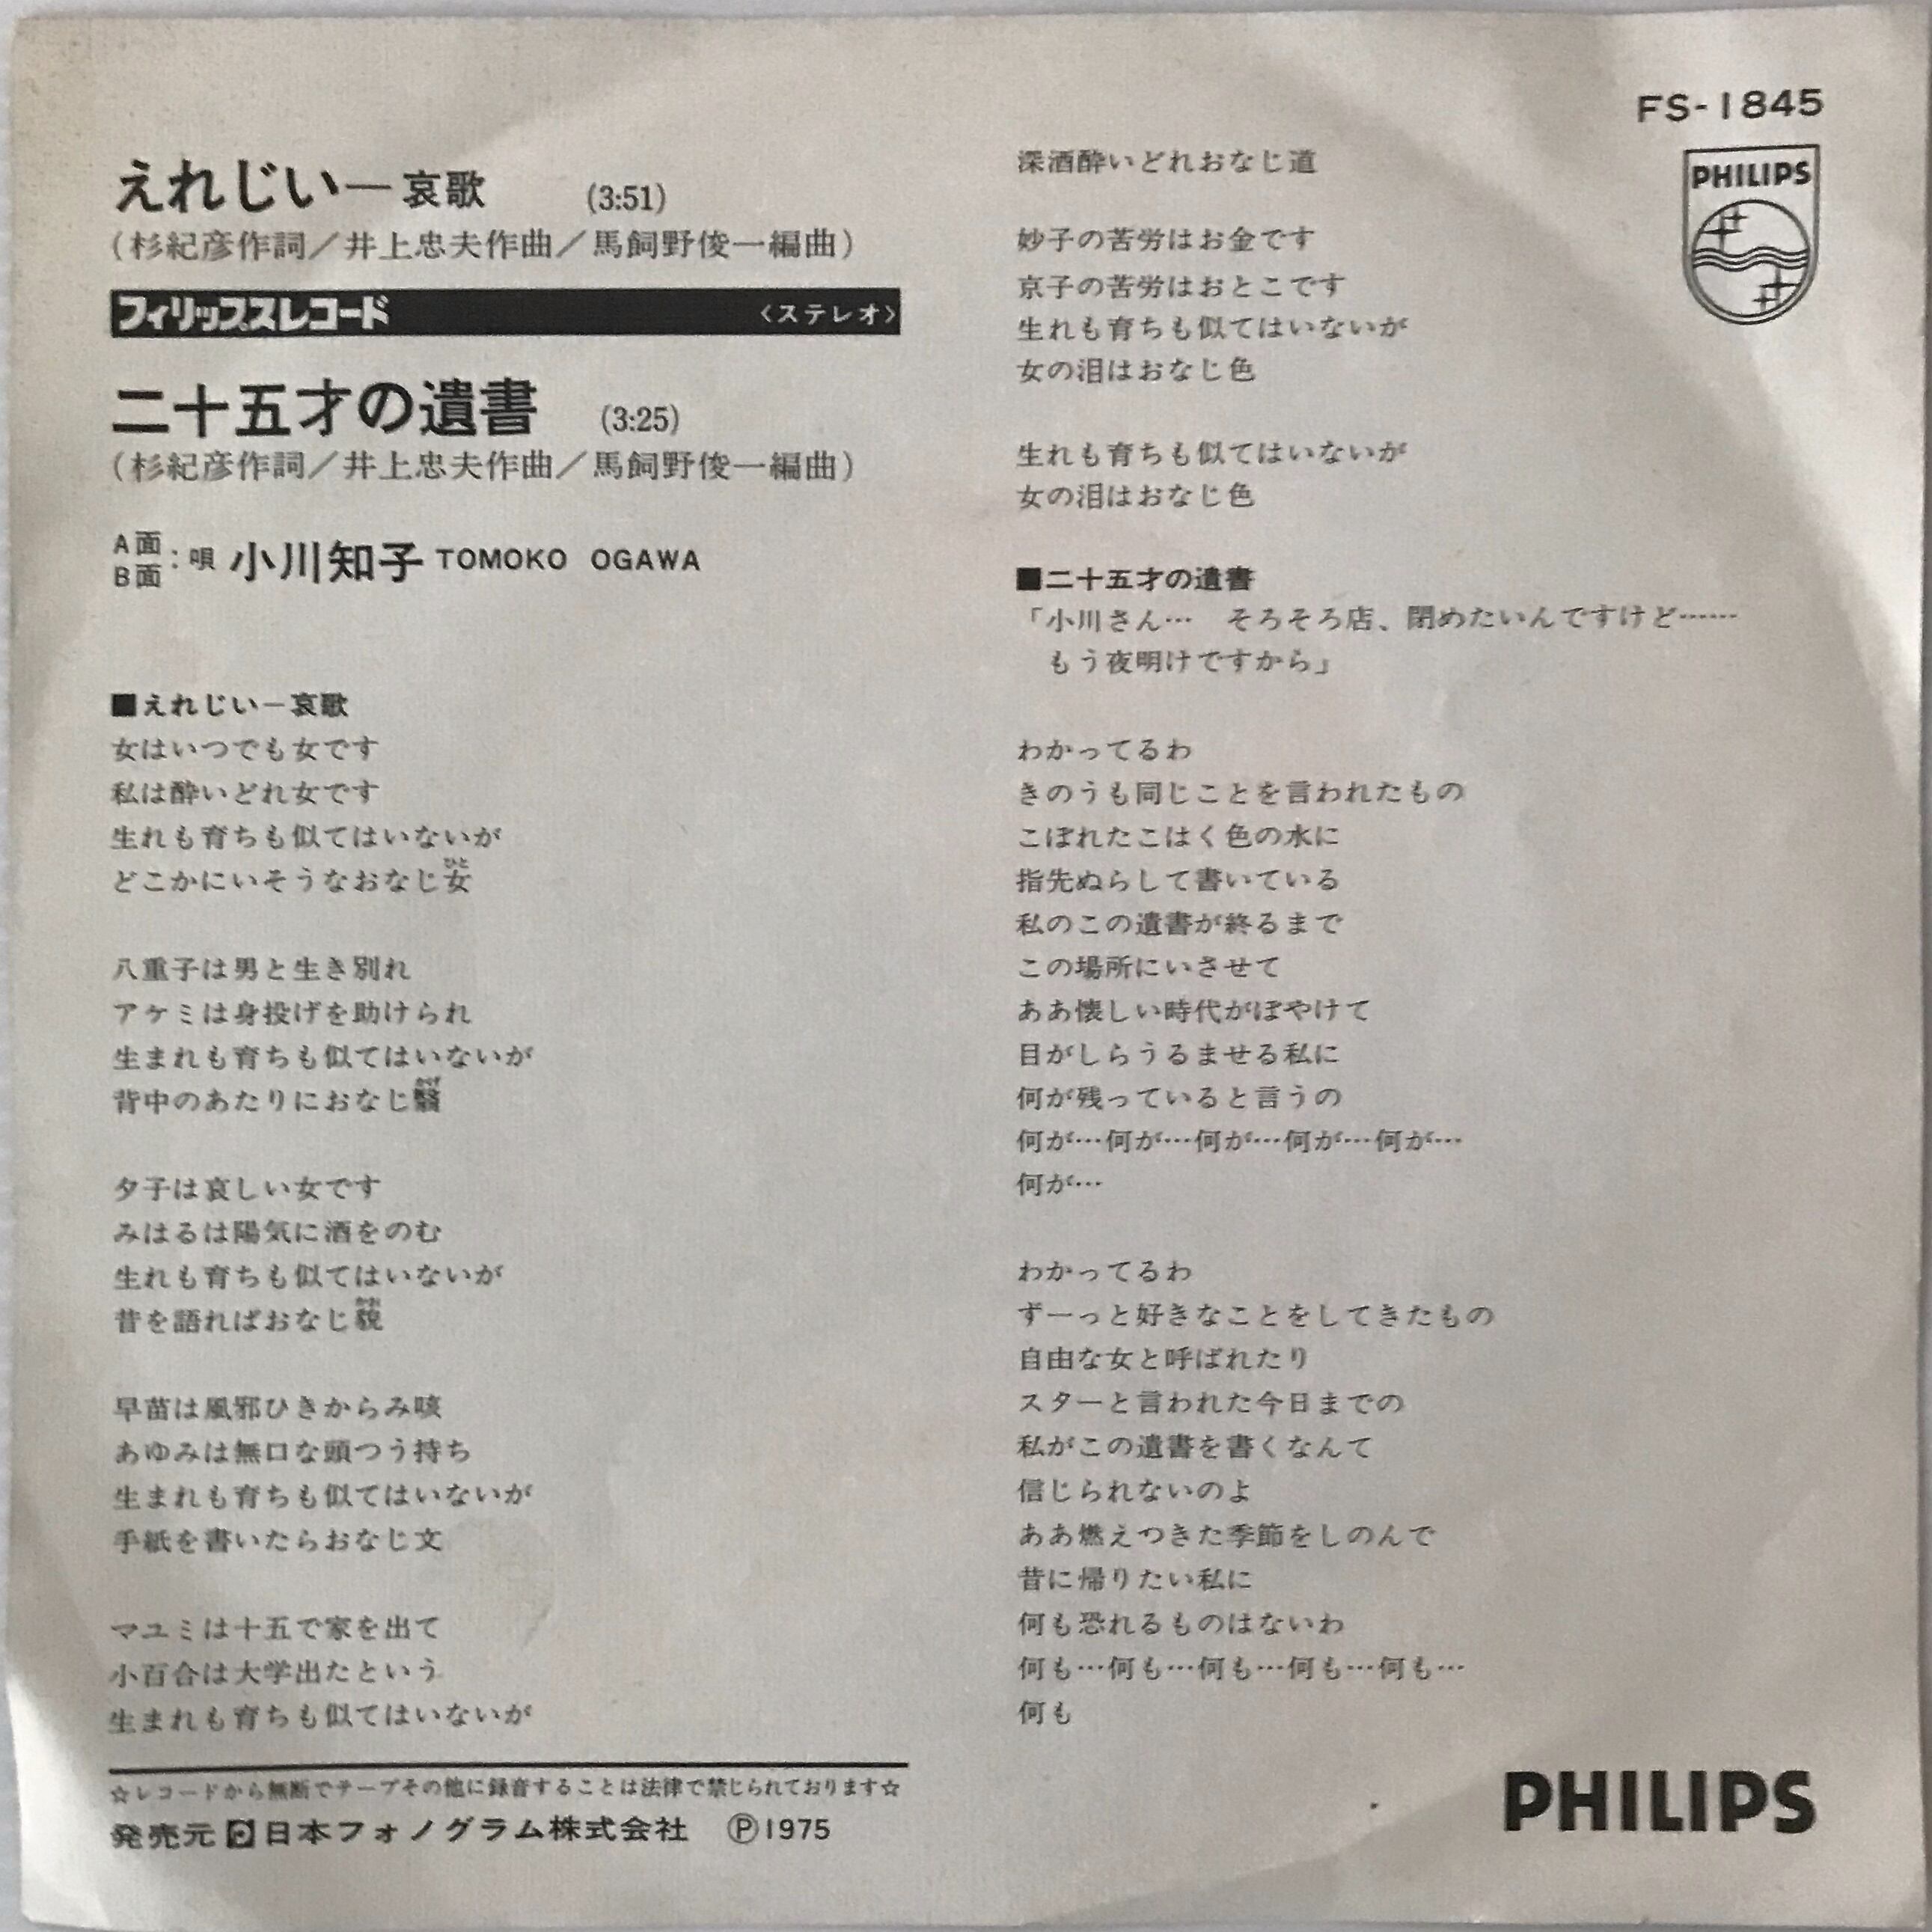 FS-1845
PHILIPS
えれじい―哀歌 (3:51)
(杉紀彦作詞／井上忠夫作曲／馬飼野俊一編曲)
フィリップスレコード 〈ステレオ〉
二十五才の遺書 (3:25)
(杉紀彦作詞／井上忠夫作曲／馬飼野俊一編曲)
A面
B面
：唄 小川知子 TOMOKO OGAWA
■えれじい―哀歌
女はいつでも女です
私は酔いどれ女です
生れも育ちも似てはいないが
ひと
どこかにいそうなおなじ女
八重子は男と生き別れ
アケミは身投げを助けられ
生まれも育ちも似てはいないが
かげ
背中のあたりにおなじ翳
夕子は哀しい女です
みはるは陽気に酒をのむ
生れも育ちも似てはいないが
かお
昔を語ればおなじ貌
早苗は風邪ひきからみ咳
あゆみは無口な頭つう持ち
生まれも育ちも似てはいないが
手紙を書いたらおなじ文
マユミは十五で家を出て
小百合は大学出たという
生まれも育ちも似てはいないが
深酒酔いどれおなじ道
妙子の苦労はお金です
京子の苦労はおとこです
生れも育ちも似てはいないが
女の泪はおなじ色
生れも育ちも似てはいないが
女の泪はおなじ色
■二十五才の遺書
「小川さん… そろそろ店、閉めたいんですけど……
もう夜明けですから」
わかってるわ
きのうも同じことを言われたもの
こぼれたこはく色の水に
指先ぬらして書いている
私のこの遺書が終るまで
この場所にいさせて
ああ懐しい時代がぼやけて
目がしらうるませる私に
何が残っていると言うの
何が…何が…何が…何が…何が…
何が…
わかってるわ
ずーっと好きなことをしてきたもの
自由な女と呼ばれたり
スターと言われた今日までの
私がこの遺書を書くなんて
信じられないのよ
ああ燃えつきた季節をしのんで
昔に帰りたい私に
何も恐れるものはないわ
何も…何も…何も…何も…何も…
何も
☆レコードから無断でテープその他に録音することは法律で禁じられております☆
発売元 日本フォノグラム株式会社 Ⓟ1975
PHILIPS